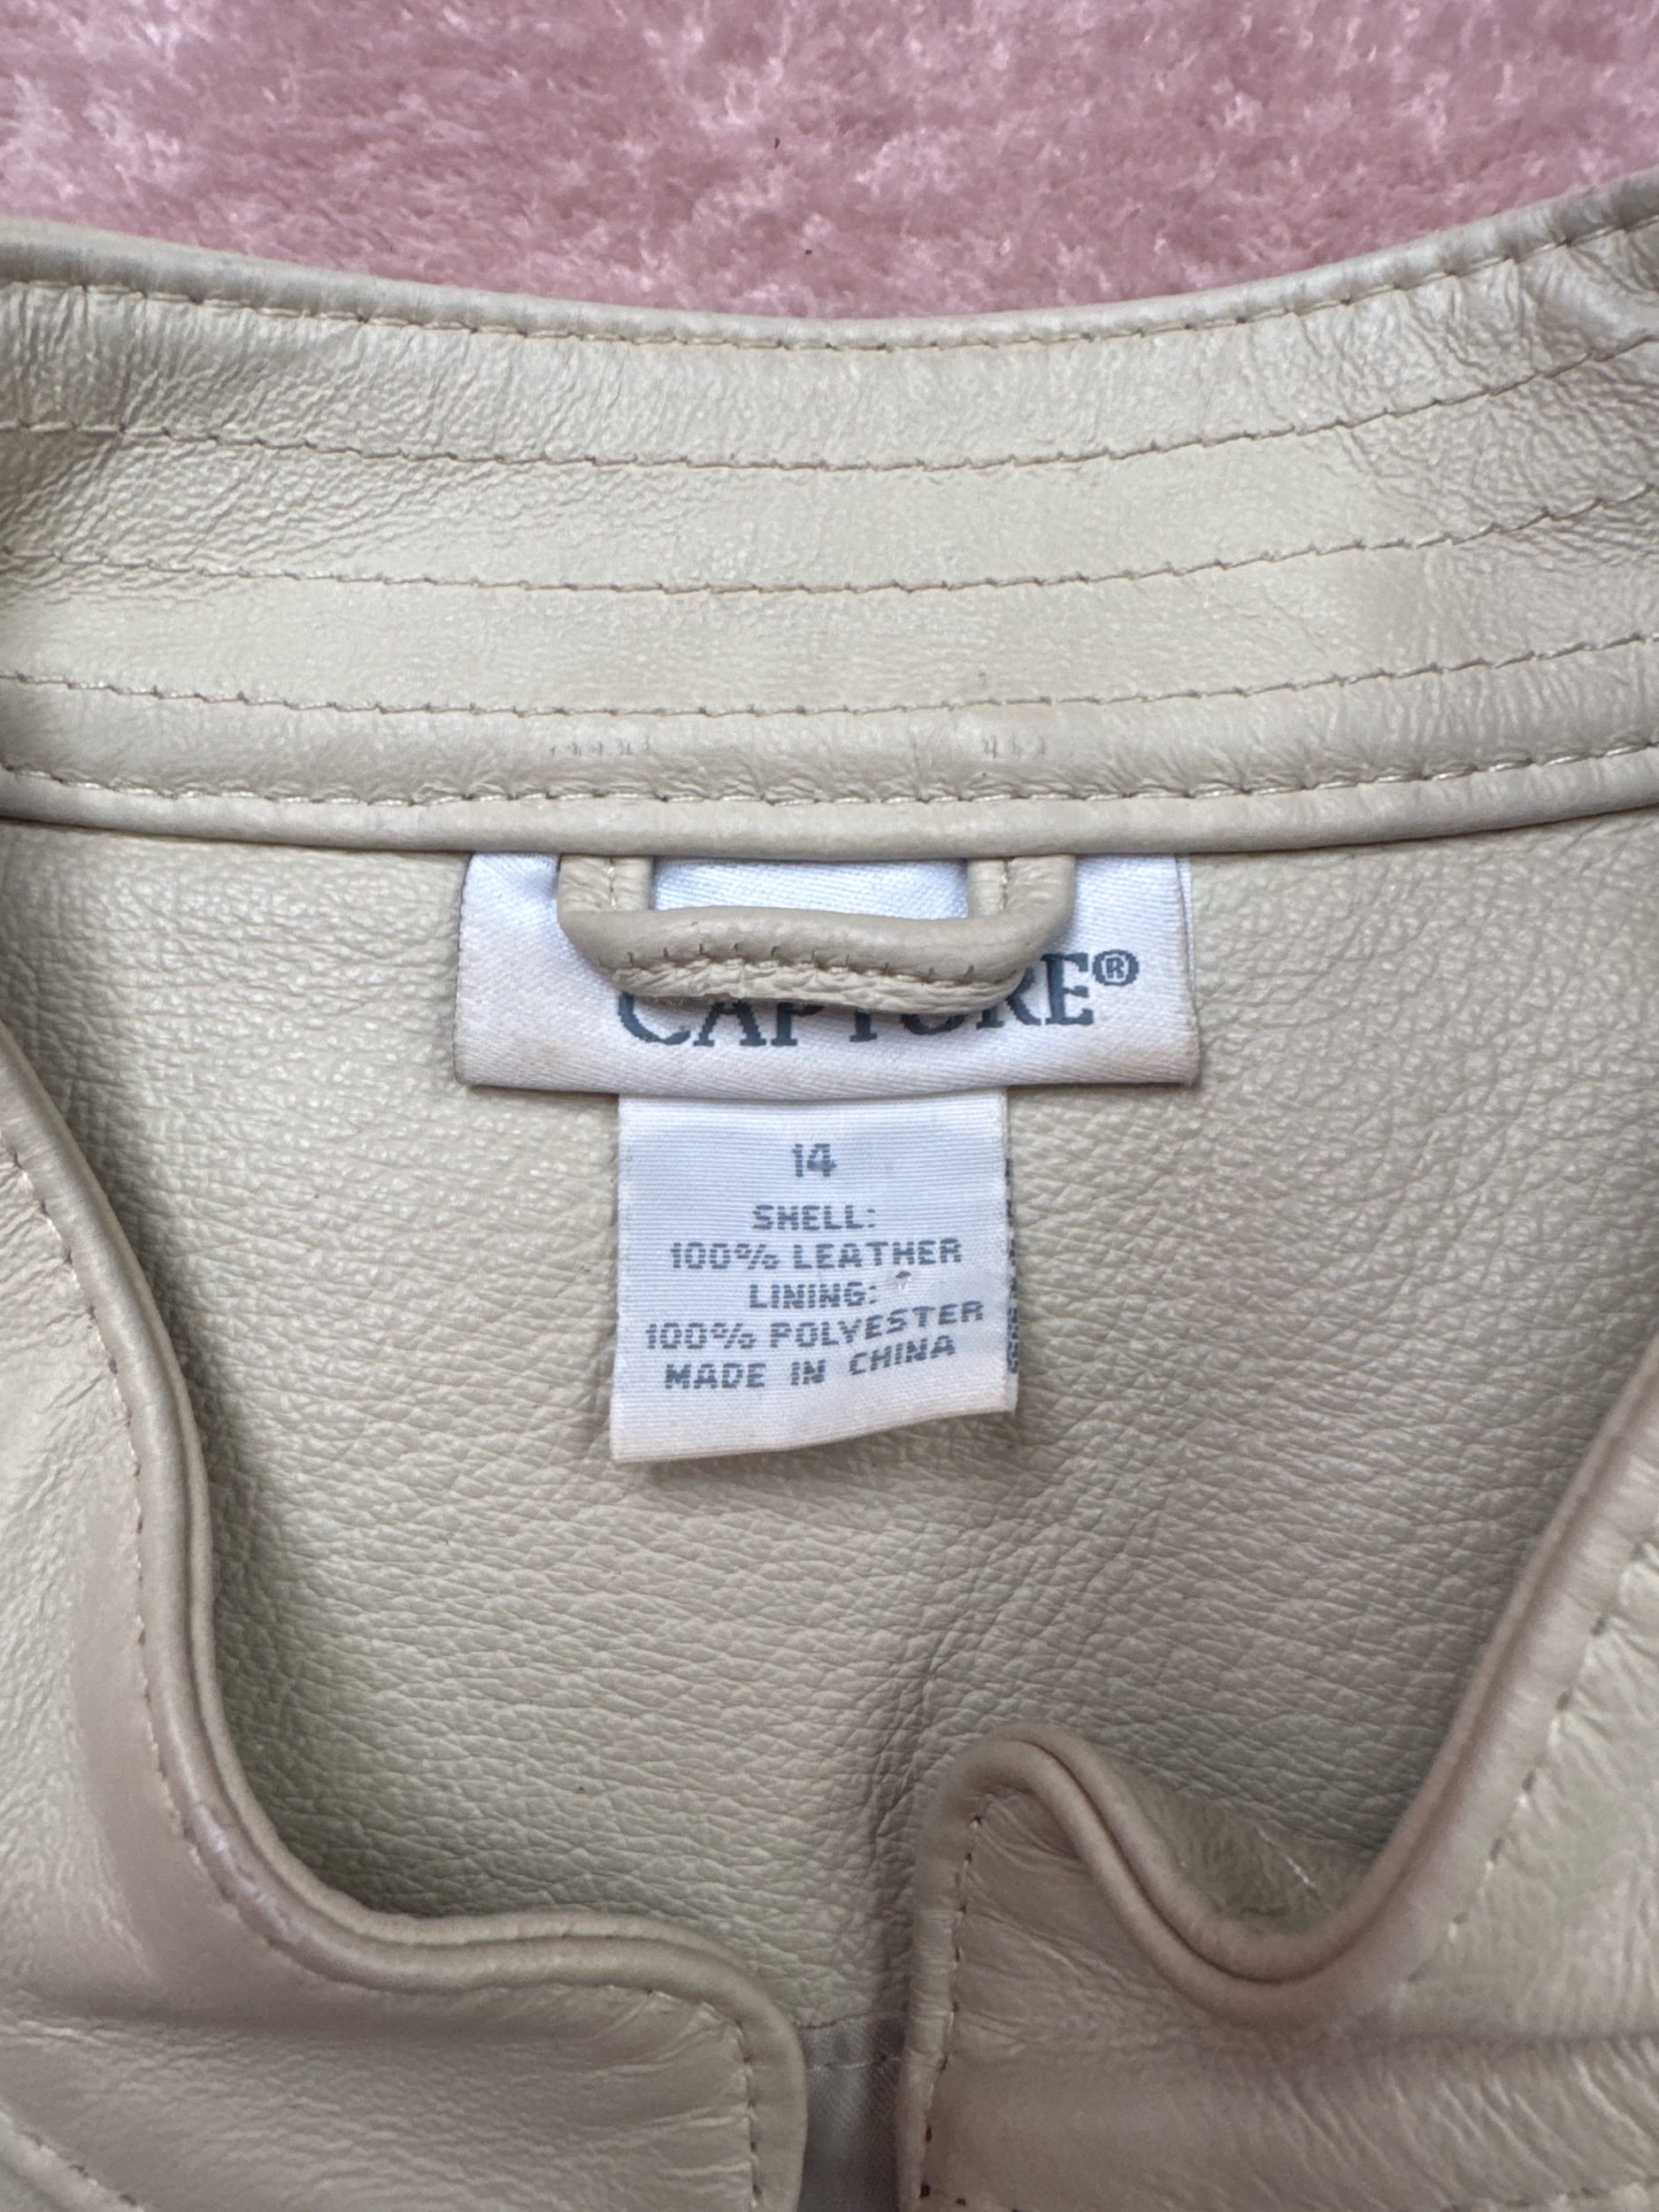 CAPTURE®
14
SHELL:
100% LEATHER
LINING:
100% POLYESTER
MADE IN CHINA